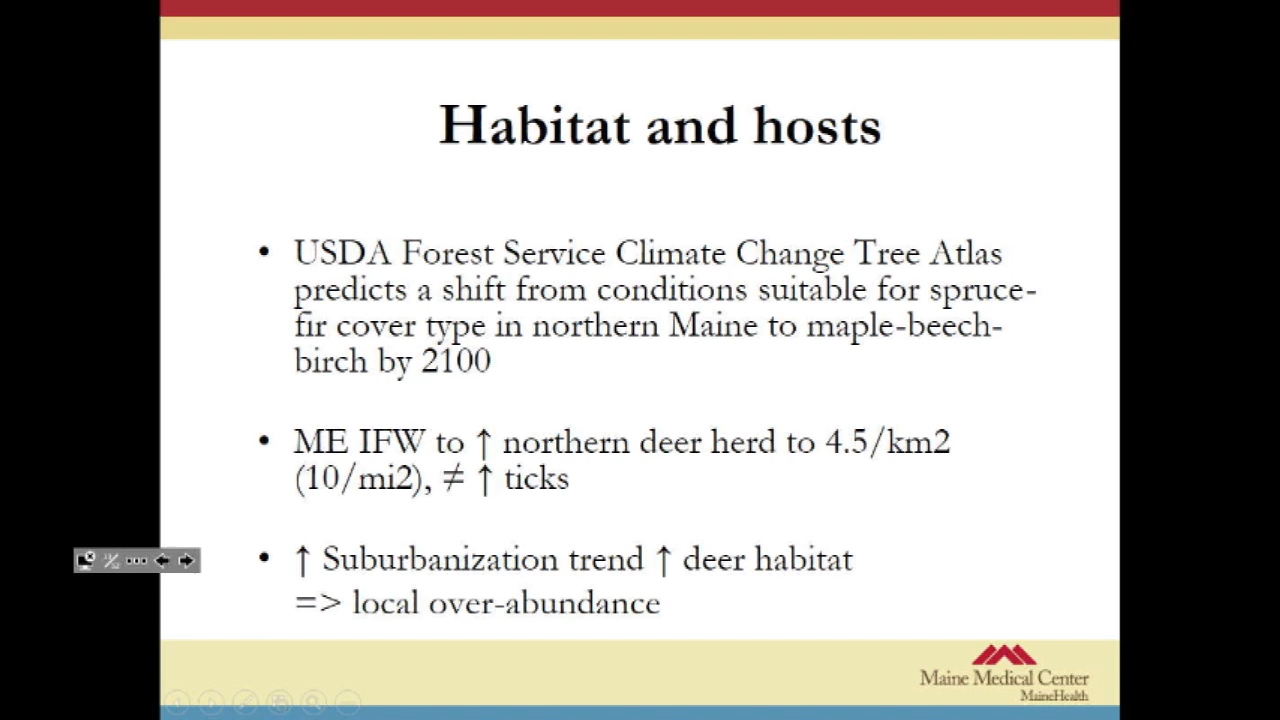 Habitat and hosts
• USDA Forest Service Climate Change Tree Atlas
predicts a shift from conditions suitable for spruce-
fir cover type in northern Maine to maple-beech-
birch by 2100
• ME IFW to ↑ northern deer herd to 4.5/km2
(10/mi2), ≠ ↑ ticks
• ↑ Suburbanization trend ↑ deer habitat
=> local over-abundance
Maine Medical Center
MaineHealth